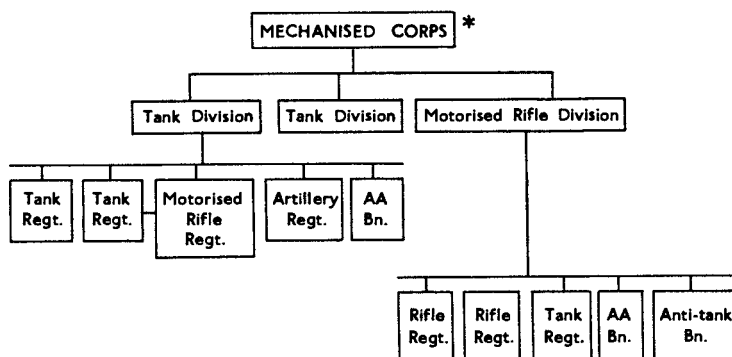 MECHANISED CORPS *
Tank Division
Tank Division
Motorised Rifle Division
Tank
Regt.
Tank
Regt.
Motorised
Rifle
Regt.
Artillery
Regt.
AA
Bn.
Rifle
Regt.
Rifle
Regt.
Tank
Regt.
AA
Bn.
Anti-tank
Bn.